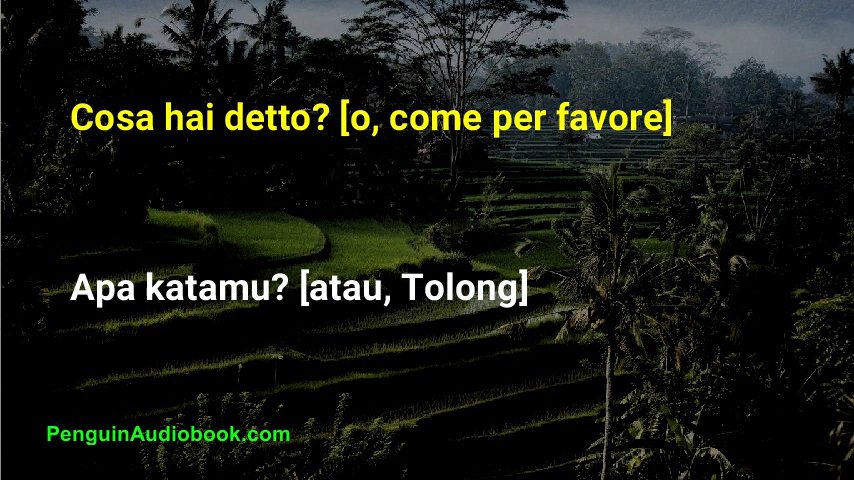 Cosa hai detto? [o, come per favore]
Apa katamu? [atau, Tolong]
PenguinAudiobook.com